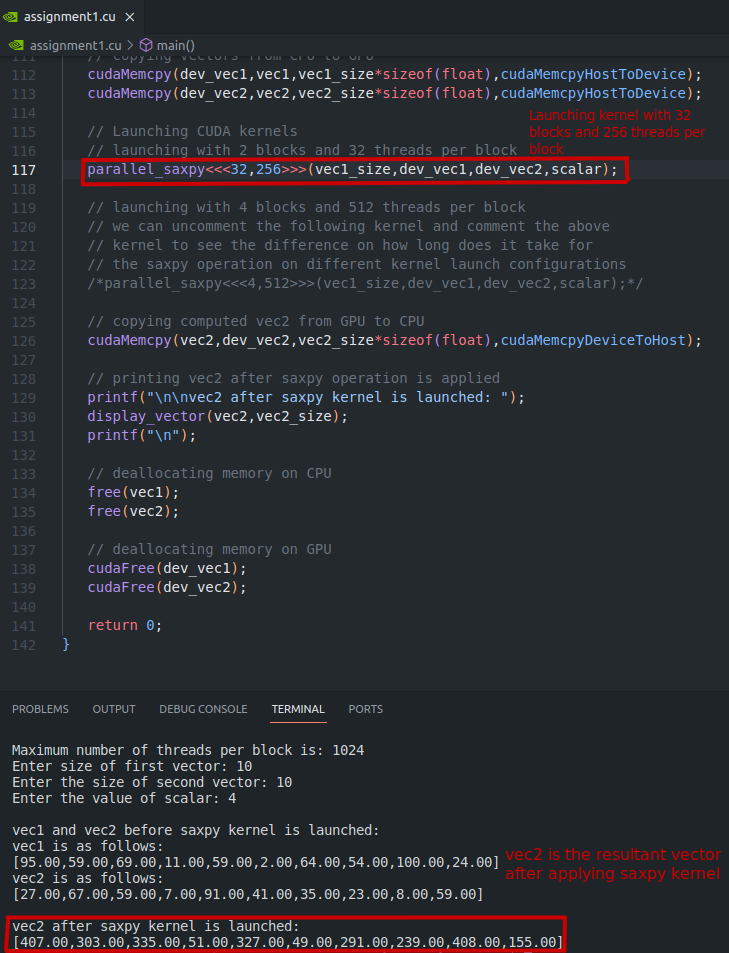 assignment1.cu ×
assignment1.cu > main()
111 // copying vectors from CPU to GPU
112 cudaMemcpy(dev_vec1,vec1,vec1_size*sizeof(float),cudaMemcpyHostToDevice);
113 cudaMemcpy(dev_vec2,vec2,vec2_size*sizeof(float),cudaMemcpyHostToDevice);
114
Launching kernel with 32
blocks and 256 threads per
block
115 // Launching CUDA kernels
116 // launching with 2 blocks and 32 threads per block
117 parallel_saxpy<<<32,256>>>(vec1_size,dev_vec1,dev_vec2,scalar);
118
119 // launching with 4 blocks and 512 threads per block
120 // we can uncomment the following kernel and comment the above
121 // kernel to see the difference on how long does it take for
122 // the saxpy operation on different kernel launch configurations
123 /*parallel_saxpy<<<4,512>>>(vec1_size,dev_vec1,dev_vec2,scalar);*/
124
125 // copying computed vec2 from GPU to CPU
126 cudaMemcpy(vec2,dev_vec2,vec2_size*sizeof(float),cudaMemcpyDeviceToHost);
127
128 // printing vec2 after saxpy operation is applied
129 printf("\n\nvec2 after saxpy kernel is launched: ");
130 display_vector(vec2,vec2_size);
131 printf("\n");
132
133 // deallocating memory on CPU
134 free(vec1);
135 free(vec2);
136
137 // deallocating memory on GPU
138 cudaFree(dev_vec1);
139 cudaFree(dev_vec2);
140
141 return 0;
142 }
PROBLEMS OUTPUT DEBUG CONSOLE TERMINAL PORTS
Maximum number of threads per block is: 1024
Enter size of first vector: 10
Enter the size of second vector: 10
Enter the value of scalar: 4
vec1 and vec2 before saxpy kernel is launched:
vec1 is as follows:
[95.00,59.00,69.00,11.00,59.00,2.00,64.00,54.00,100.00,24.00]
vec2 is as follows:
[27.00,67.00,59.00,7.00,91.00,41.00,35.00,23.00,8.00,59.00]
vec2 is the resultant vector
after applying saxpy kernel
vec2 after saxpy kernel is launched:
[407.00,303.00,335.00,51.00,327.00,49.00,291.00,239.00,408.00,155.00]